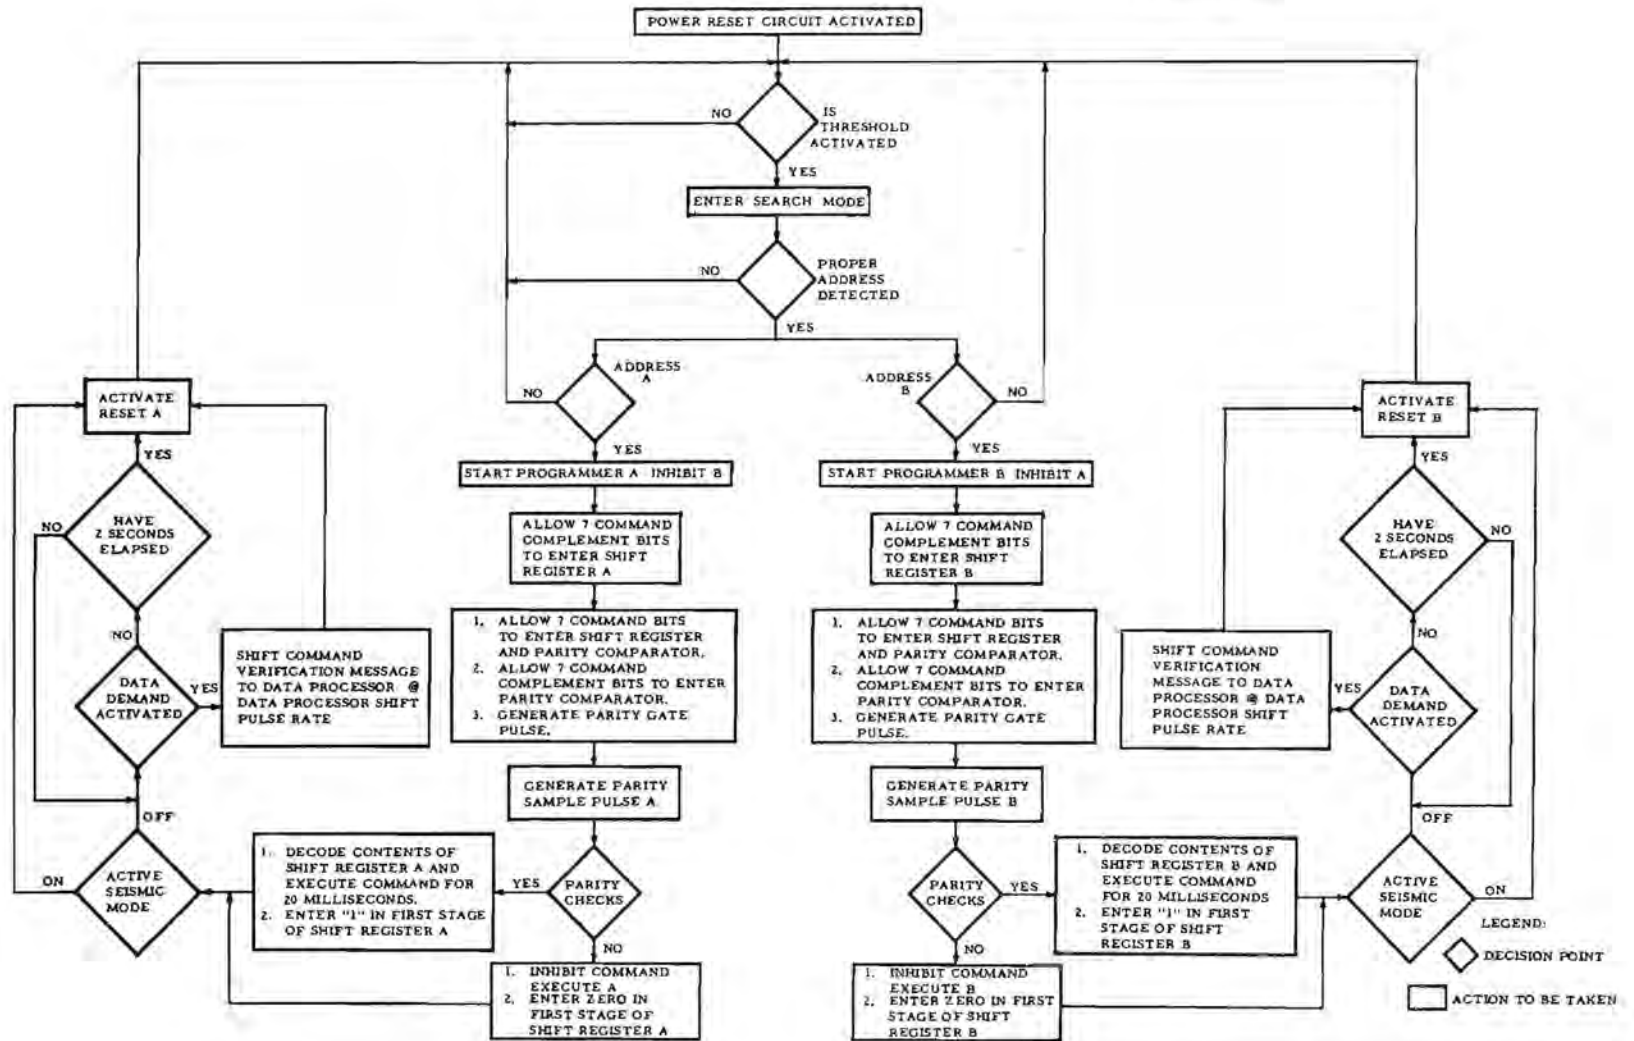 POWER RESET CIRCUIT ACTIVATED
NO
IS
THRESHOLD
ACTIVATED
YES
ENTER SEARCH MODE
NO
PROPER
ADDRESS
DETECTED
YES
ADDRESS
A
NO
YES
ADDRESS
B
NO
YES
START PROGRAMMER A INHIBIT B
ALLOW 7 COMMAND
COMPLEMENT BITS
TO ENTER SHIFT
REGISTER A
1. ALLOW 7 COMMAND BITS
TO ENTER SHIFT REGISTER
AND PARITY COMPARATOR.
2. ALLOW 7 COMMAND
COMPLEMENT BITS TO ENTER
PARITY COMPARATOR.
3. GENERATE PARITY GATE
PULSE.
GENERATE PARITY
SAMPLE PULSE A
PARITY
CHECKS
YES
NO
1. DECODE CONTENTS OF
SHIFT REGISTER A AND
EXECUTE COMMAND FOR
20 MILLISECONDS.
2. ENTER "1" IN FIRST STAGE
OF SHIFT REGISTER A
1. INHIBIT COMMAND
EXECUTE A
2. ENTER ZERO IN
FIRST STAGE OF
SHIFT REGISTER A
ACTIVE
SEISMIC
MODE
ON
OFF
DATA
DEMAND
ACTIVATED
YES
NO
SHIFT COMMAND
VERIFICATION MESSAGE
TO DATA PROCESSOR @
DATA PROCESSOR SHIFT
PULSE RATE
HAVE
2 SECONDS
ELAPSED
NO
YES
ACTIVATE
RESET A
START PROGRAMMER B INHIBIT A
ALLOW 7 COMMAND
COMPLEMENT BITS
TO ENTER SHIFT
REGISTER B
1. ALLOW 7 COMMAND BITS
TO ENTER SHIFT REGISTER
AND PARITY COMPARATOR.
2. ALLOW 7 COMMAND
COMPLEMENT BITS TO ENTER
PARITY COMPARATOR.
3. GENERATE PARITY GATE
PULSE.
GENERATE PARITY
SAMPLE PULSE B
PARITY
CHECKS
YES
NO
1. DECODE CONTENTS OF
SHIFT REGISTER B AND
EXECUTE COMMAND
FOR 20 MILLISECONDS
2. ENTER "1" IN FIRST
STAGE OF SHIFT
REGISTER B
1. INHIBIT COMMAND
EXECUTE B
2. ENTER ZERO IN FIRST
STAGE OF SHIFT
REGISTER B
ACTIVE
SEISMIC
MODE
ON
OFF
DATA
DEMAND
ACTIVATED
YES
NO
SHIFT COMMAND
VERIFICATION
MESSAGE TO DATA
PROCESSOR @ DATA
PROCESSOR SHIFT
PULSE RATE
HAVE
2 SECONDS
ELAPSED
NO
YES
ACTIVATE
RESET B
LEGEND:
DECISION POINT
ACTION TO BE TAKEN